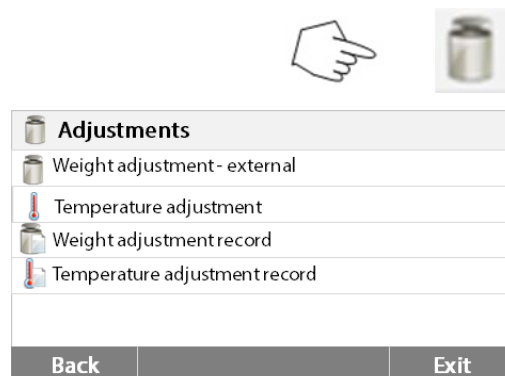 Adjustments
Weight adjustment - external
Temperature adjustment
Weight adjustment record
Temperature adjustment record
Back Exit